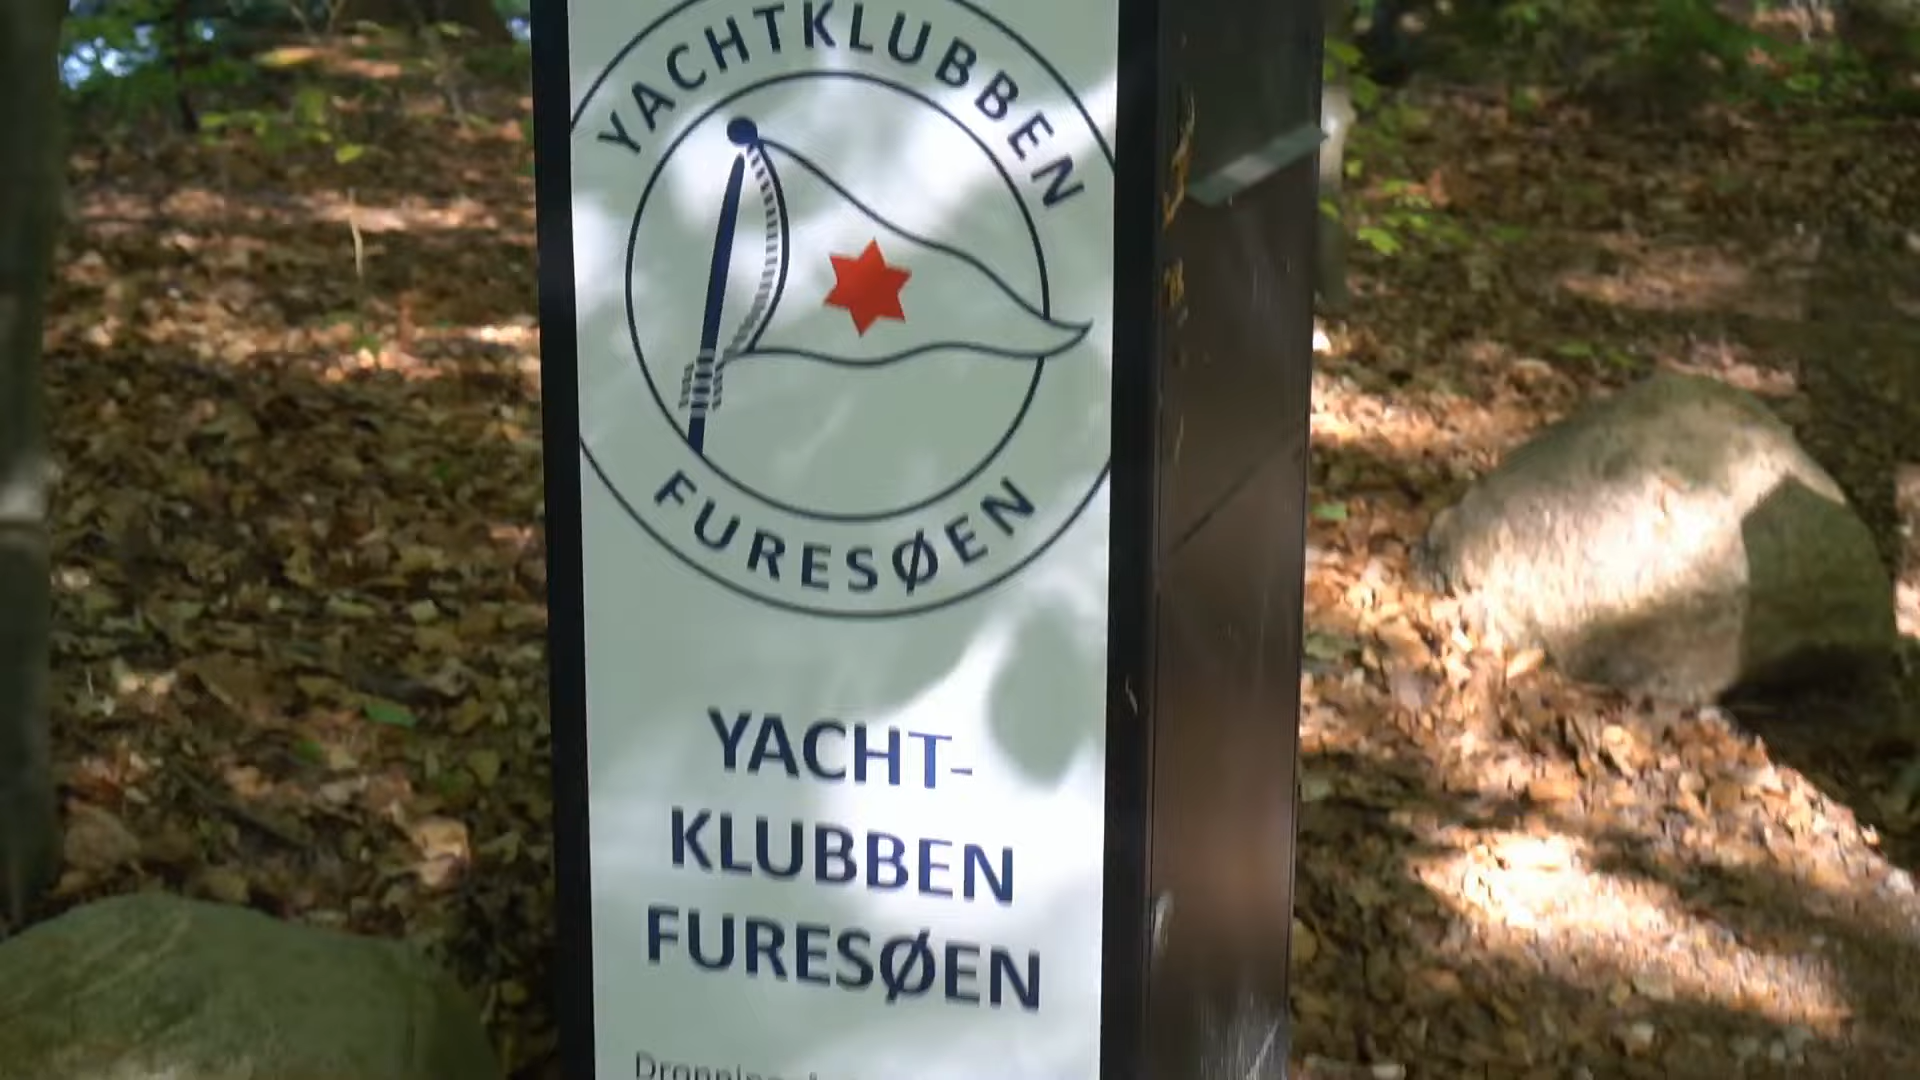 YACHTKLUBBEN
FURESØEN
YACHT-
KLUBBEN
FURESØEN